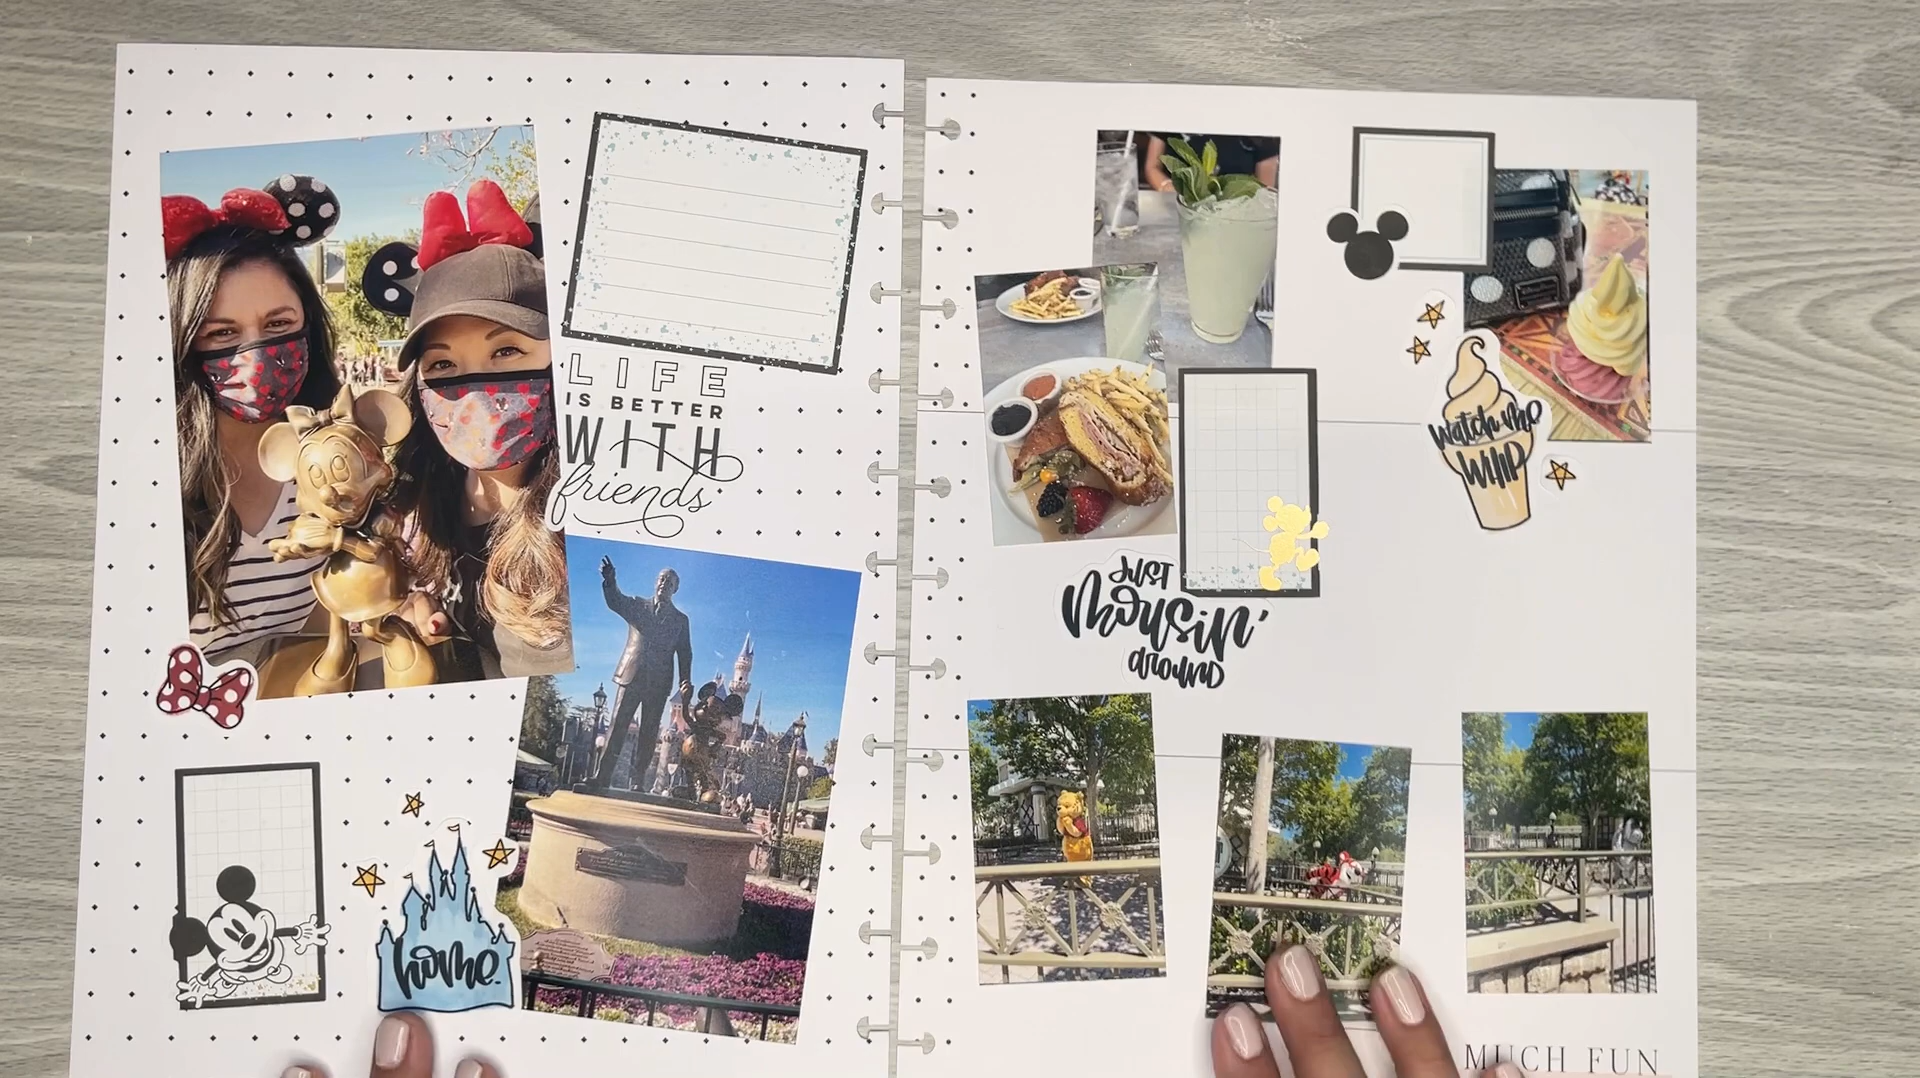 LIFE
IS BETTER
WITH
friends
home.
JUST
Mousin'
around
watch me
WHIP
MUCH FUN